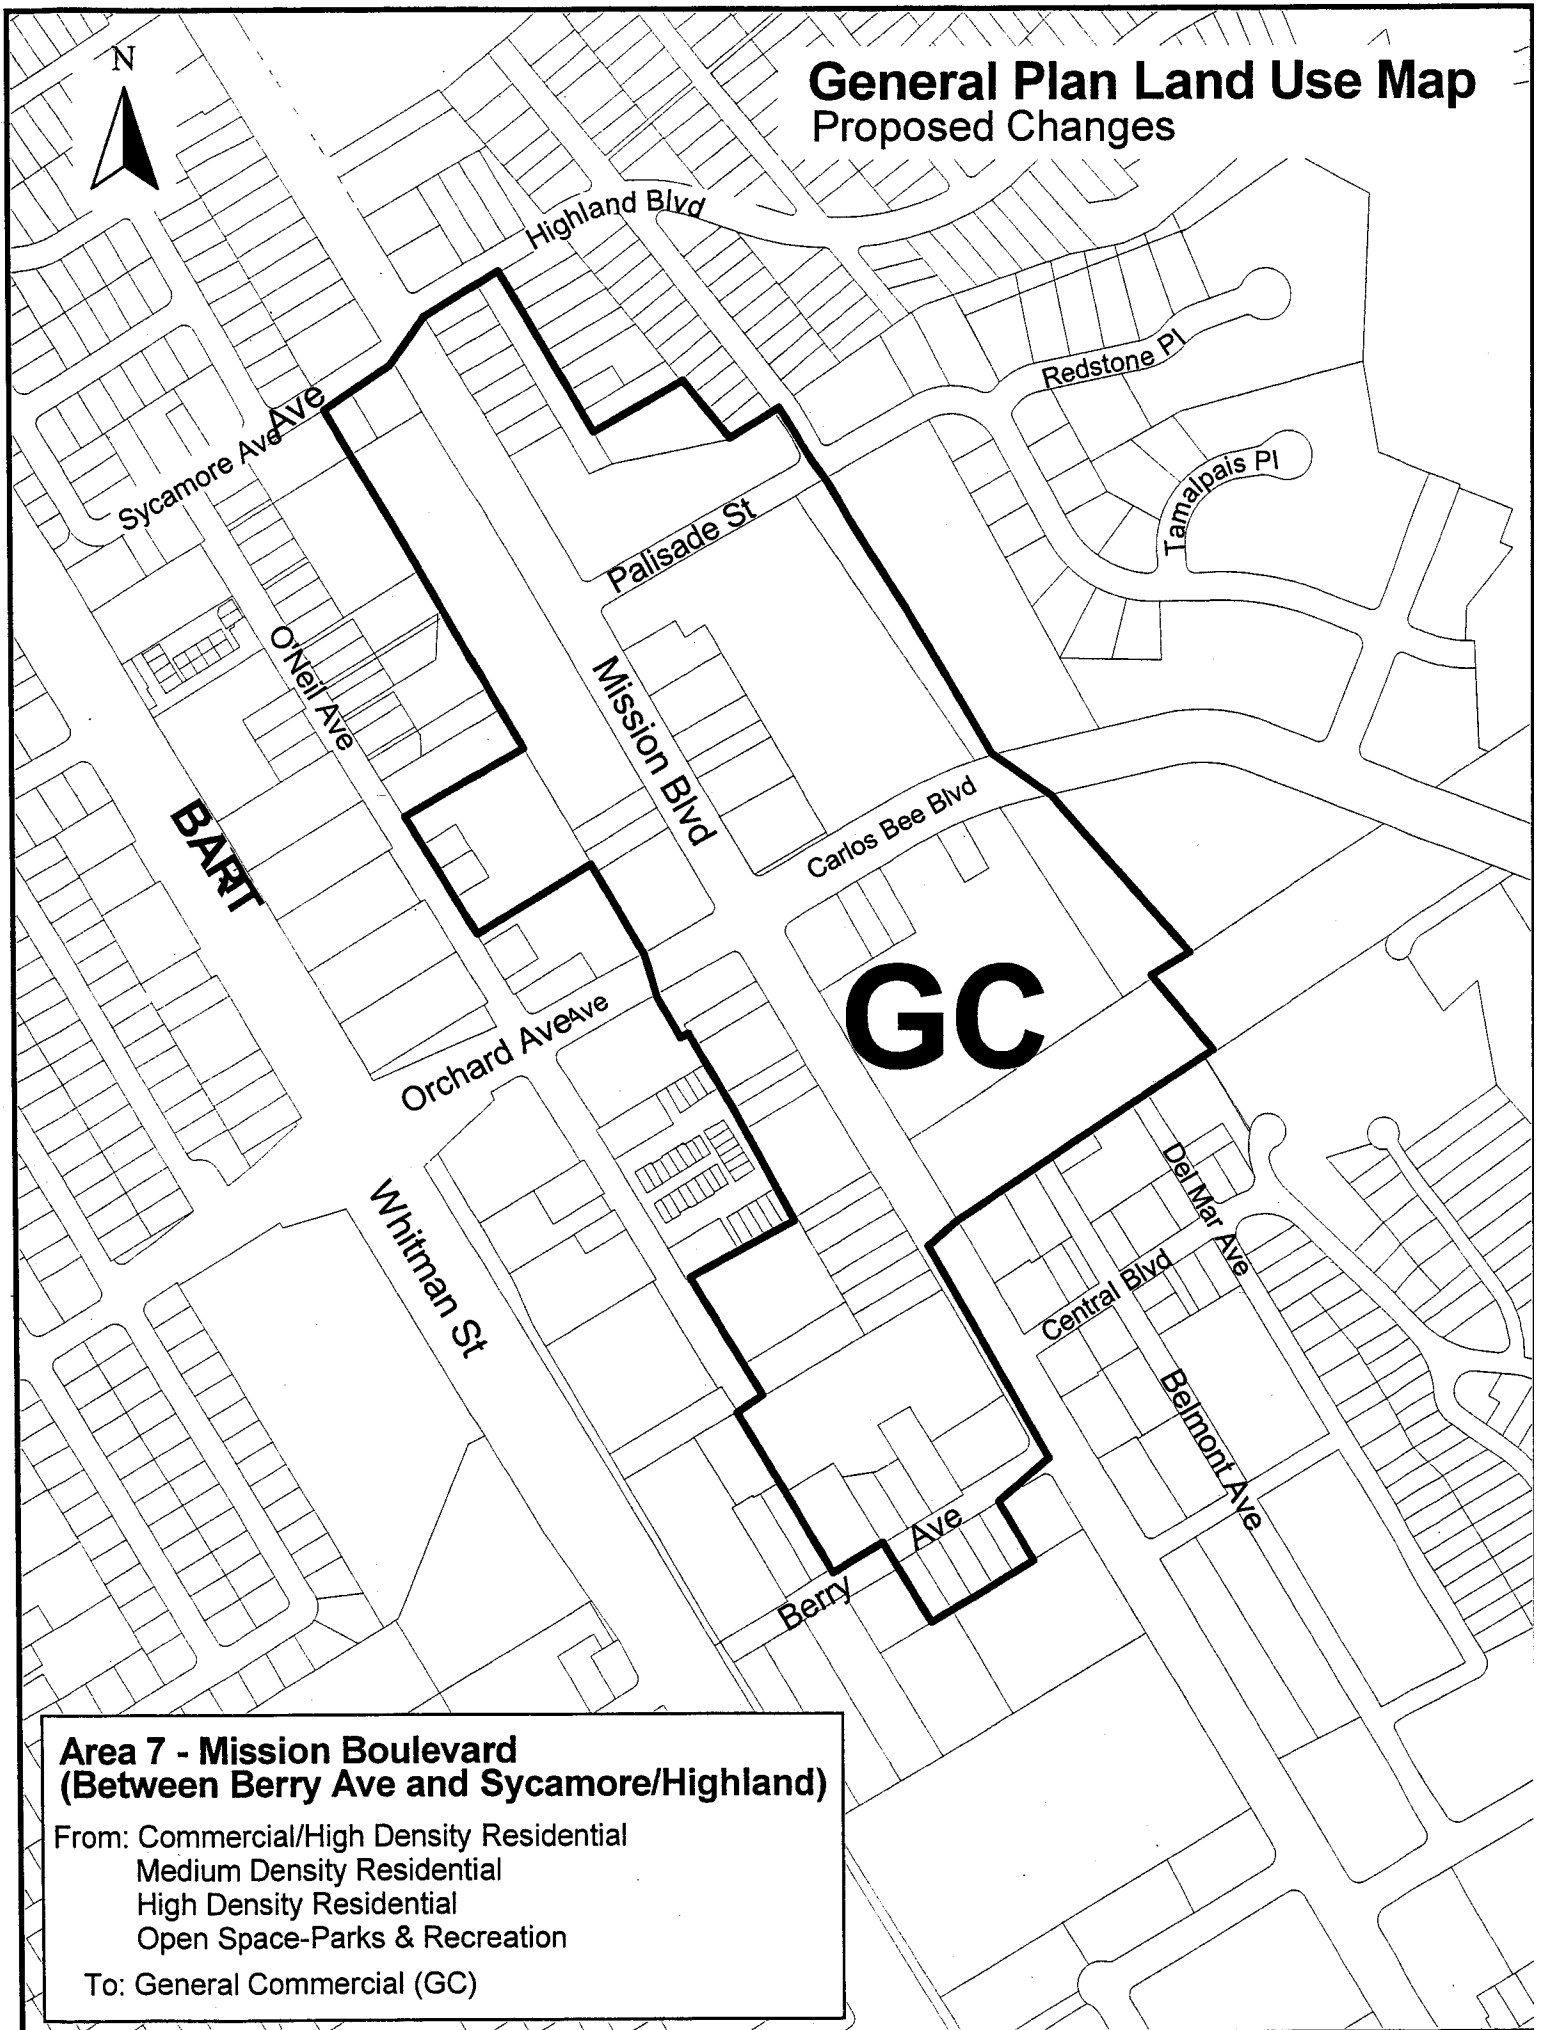 N
General Plan Land Use Map
Proposed Changes
Highland Blvd
Redstone Pl
Sycamore Ave
Ave
Tamalpais Pl
Palisade St
O'Neil Ave
Mission Blvd
BART
Carlos Bee Blvd
GC
Orchard Ave
Ave
Whitman St
Del Mar Ave
Central Blvd
Belmont Ave
Berry
Ave
Area 7 - Mission Boulevard
(Between Berry Ave and Sycamore/Highland)
From: Commercial/High Density Residential
Medium Density Residential
High Density Residential
Open Space-Parks & Recreation
To: General Commercial (GC)